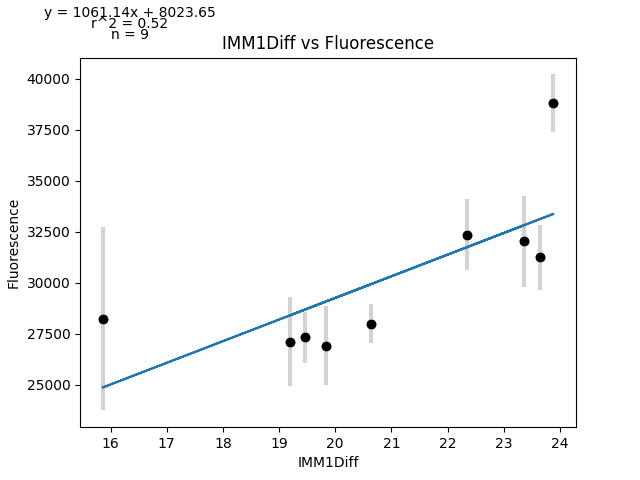 y = 1061.14x + 8023.65
r^2 = 0.52
n = 9
IMM1Diff vs Fluorescence
40000
37500
35000
32500
30000
27500
25000
Fluorescence
16 17 18 19 20 21 22 23 24
IMM1Diff